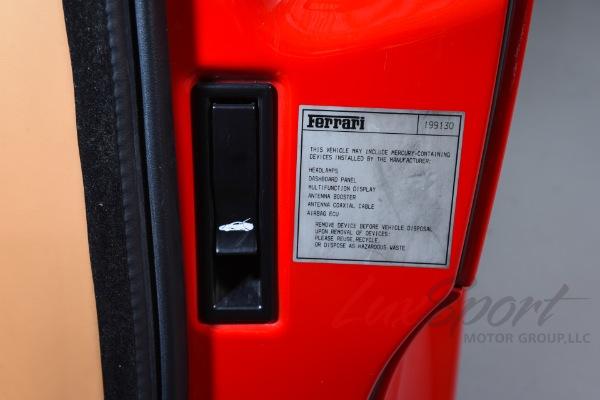 Ferrari 199130
THIS VEHICLE MAY INCLUDE MERCURY-CONTAINING
DEVICES INSTALLED BY THE MANUFACTURER:
HEADLAMPS
DASHBOARD PANEL
MULTIFUNCTION DISPLAY
ANTENNA BOOSTER
ANTENNA COAXIAL CABLE
AIRBAG ECU
REMOVE DEVICE BEFORE VEHICLE DISPOSAL
UPON REMOVAL OF DEVICES:
PLEASE REUSE, RECYCLE
OR DISPOSE AS HAZARDOUS WASTE
LuxSport
MOTOR GROUP, LLC